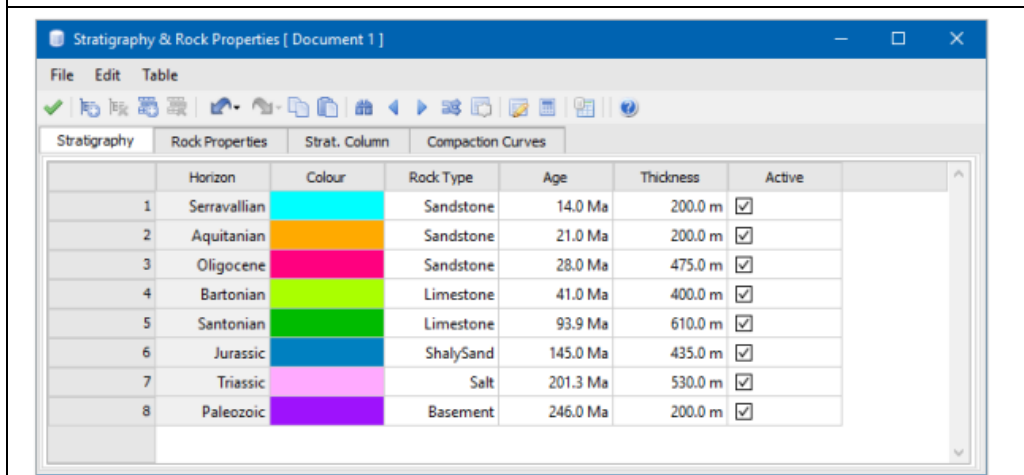 Stratigraphy & Rock Properties [ Document 1 ]
File Edit Table
Stratigraphy Rock Properties Strat. Column Compaction Curves
Horizon Colour Rock Type Age Thickness Active
1 Serravallian Sandstone 14.0 Ma 200.0 m
2 Aquitanian Sandstone 21.0 Ma 200.0 m
3 Oligocene Sandstone 28.0 Ma 475.0 m
4 Bartonian Limestone 41.0 Ma 400.0 m
5 Santonian Limestone 93.9 Ma 610.0 m
6 Jurassic ShalySand 145.0 Ma 435.0 m
7 Triassic Salt 201.3 Ma 530.0 m
8 Paleozoic Basement 246.0 Ma 200.0 m